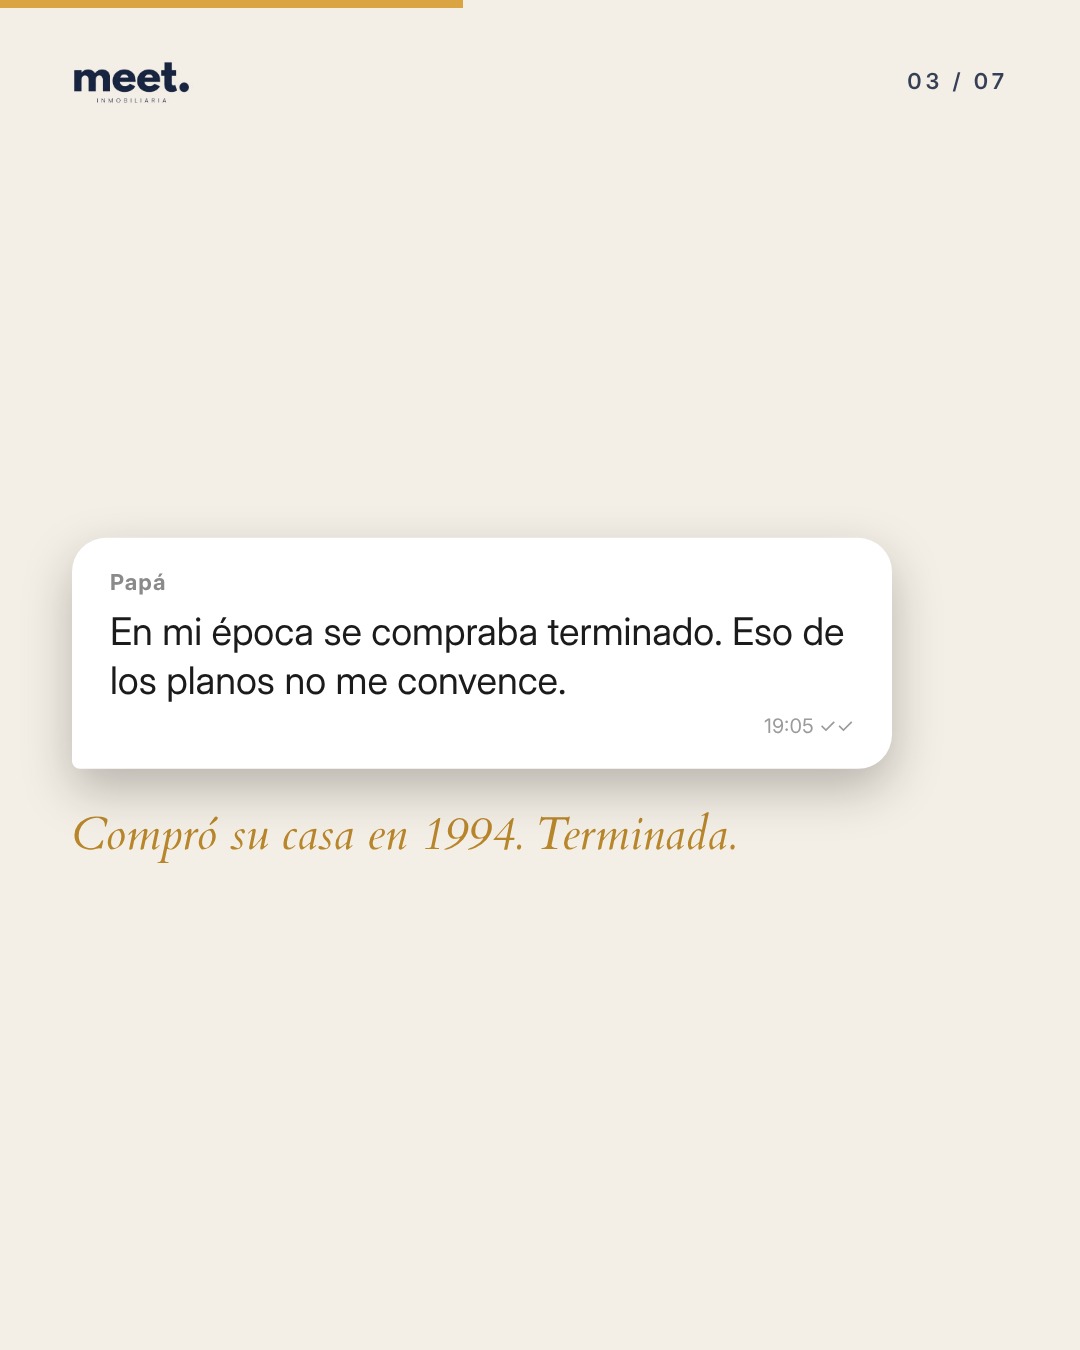 meet.
INMOBILIARIA
03 / 07
Papá
En mi época se compraba terminado. Eso de
los planos no me convence.
19:05 ✓✓
Compró su casa en 1994. Terminada.